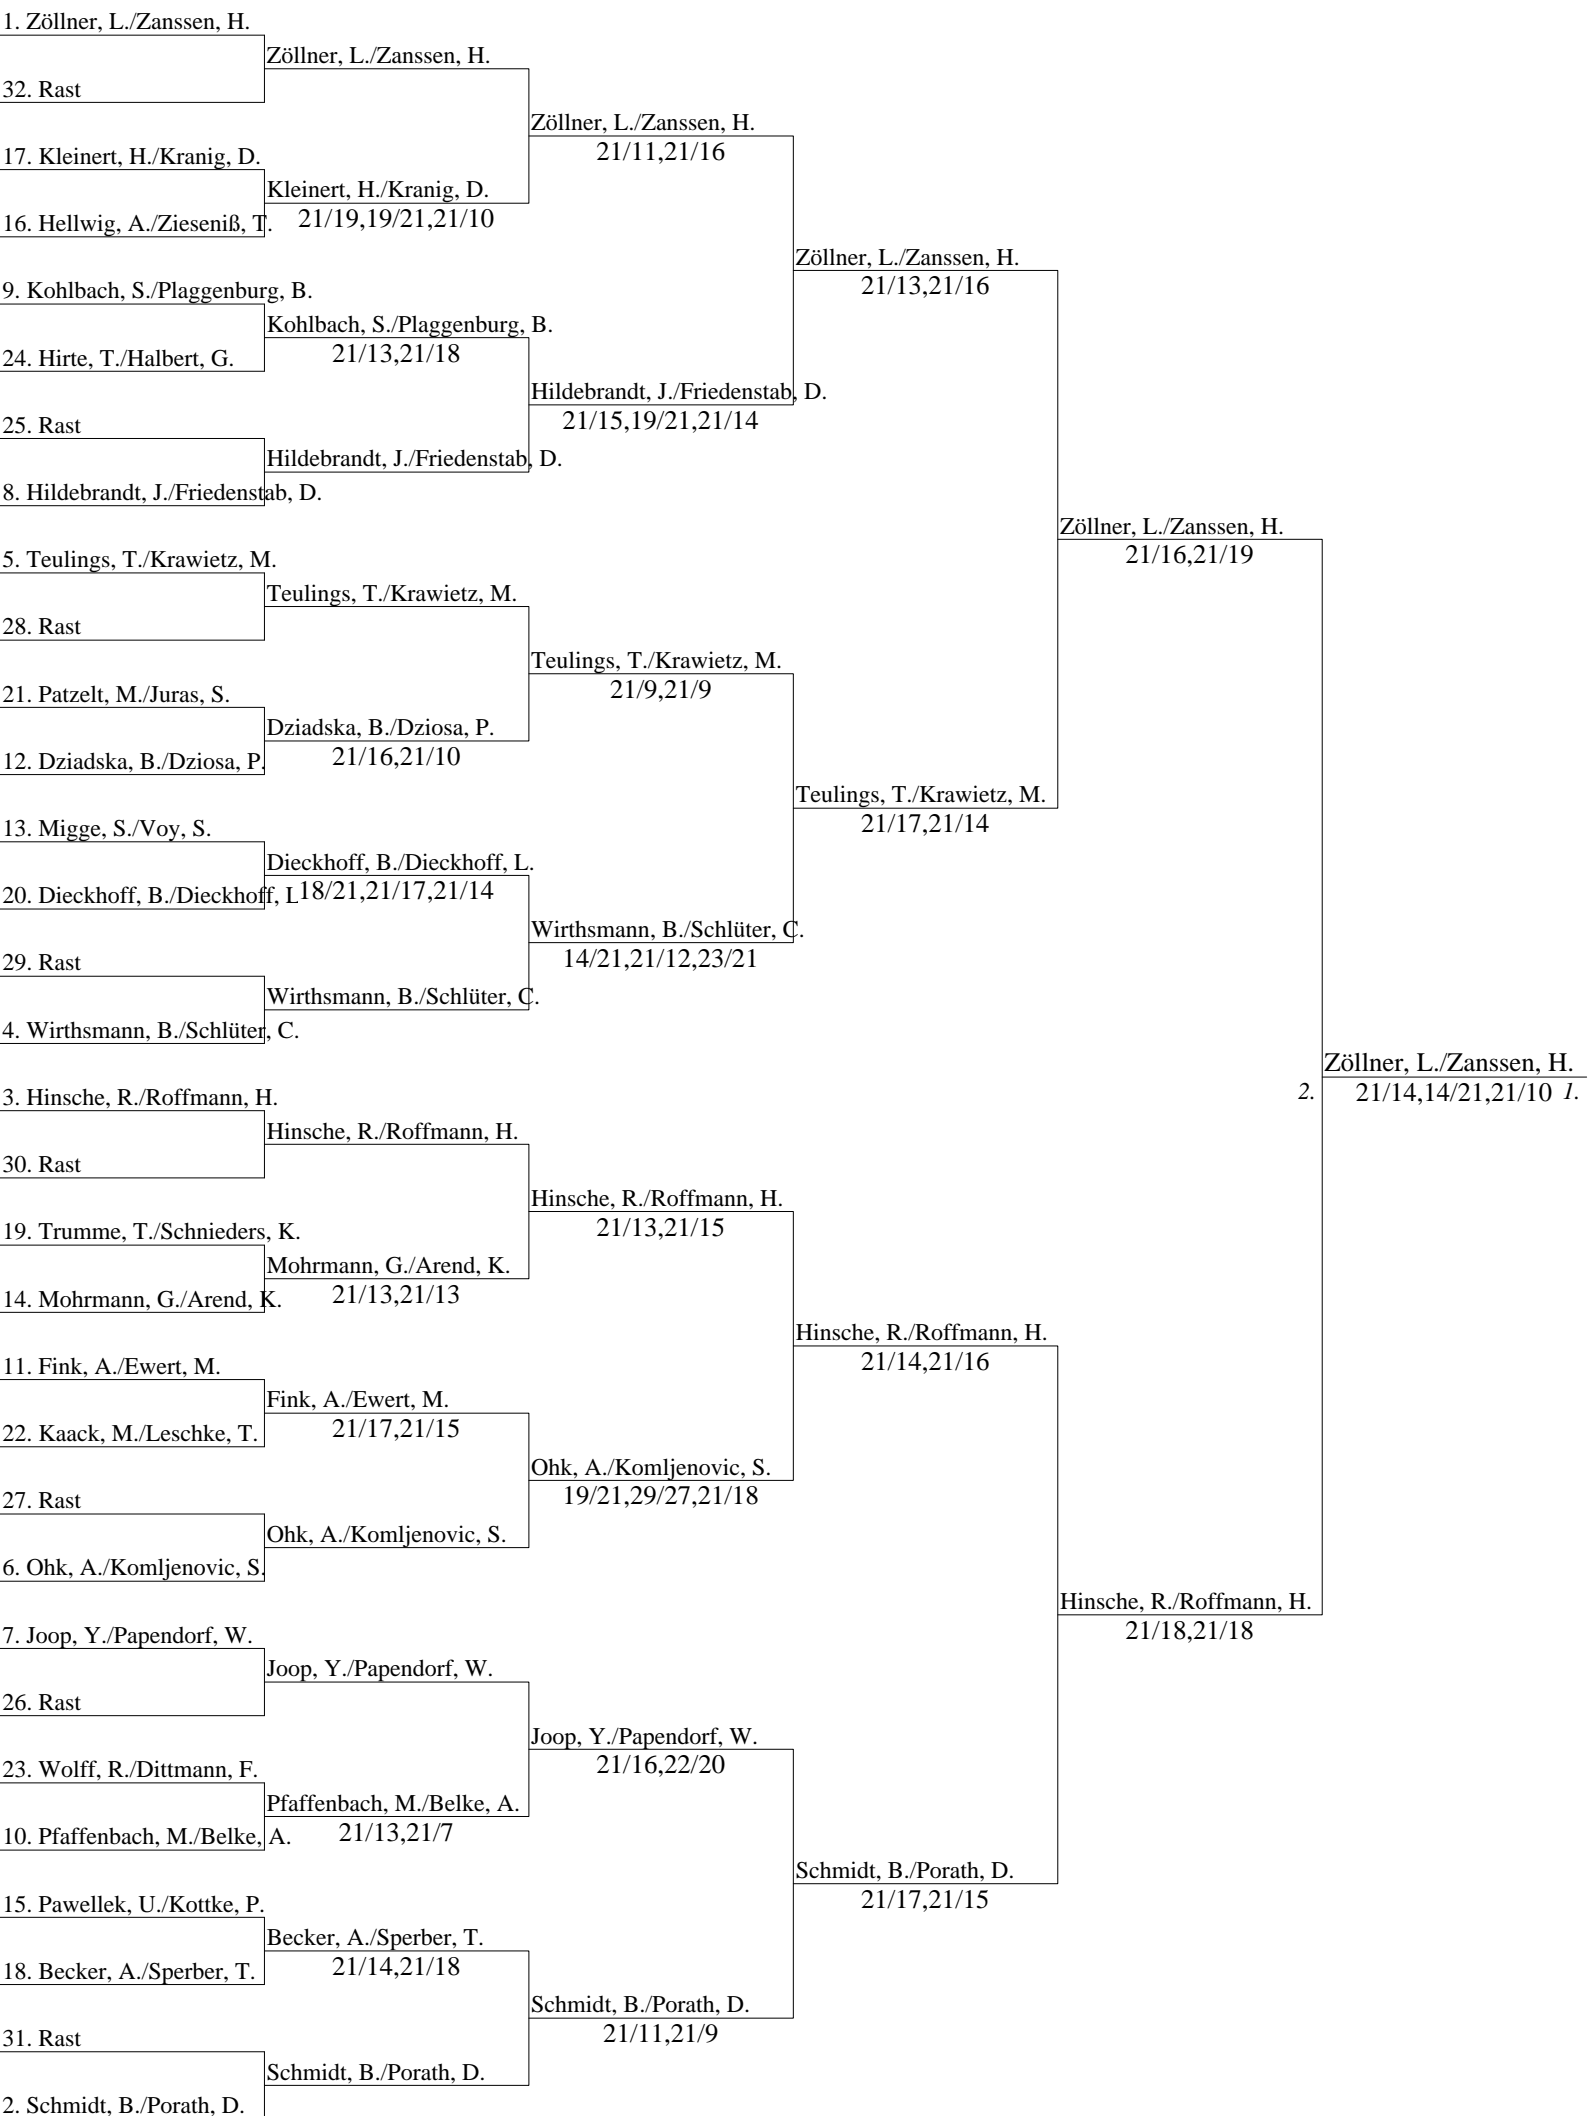 1. Zöllner, L./Zanssen, H.
Zöllner, L./Zanssen, H.
32. Rast
Zöllner, L./Zanssen, H.
21/11,21/16
17. Kleinert, H./Kranig, D.
Kleinert, H./Kranig, D.
21/19,19/21,21/10
16. Hellwig, A./Zieseniß, T.
Zöllner, L./Zanssen, H.
21/13,21/16
9. Kohlbach, S./Plaggenburg, B.
Kohlbach, S./Plaggenburg, B.
21/13,21/18
24. Hirte, T./Halbert, G.
Hildebrandt, J./Friedenstab, D.
21/15,19/21,21/14
25. Rast
Hildebrandt, J./Friedenstab, D.
8. Hildebrandt, J./Friedenstab, D.
Zöllner, L./Zanssen, H.
21/16,21/19
5. Teulings, T./Krawietz, M.
Teulings, T./Krawietz, M.
28. Rast
Teulings, T./Krawietz, M.
21/9,21/9
21. Patzelt, M./Juras, S.
Dziadska, B./Dziosa, P.
21/16,21/10
12. Dziadska, B./Dziosa, P.
Teulings, T./Krawietz, M.
21/17,21/14
13. Migge, S./Voy, S.
Dieckhoff, B./Dieckhoff, L.
18/21,21/17,21/14
20. Dieckhoff, B./Dieckhoff, L
Wirthsmann, B./Schlüter, C.
14/21,21/12,23/21
29. Rast
Wirthsmann, B./Schlüter, C.
4. Wirthsmann, B./Schlüter, C.
Zöllner, L./Zanssen, H.
2. 21/14,14/21,21/10 1.
3. Hinsche, R./Roffmann, H.
Hinsche, R./Roffmann, H.
30. Rast
Hinsche, R./Roffmann, H.
21/13,21/15
19. Trumme, T./Schnieders, K.
Mohrmann, G./Arend, K.
21/13,21/13
14. Mohrmann, G./Arend, K.
Hinsche, R./Roffmann, H.
21/14,21/16
11. Fink, A./Ewert, M.
Fink, A./Ewert, M.
21/17,21/15
22. Kaack, M./Leschke, T.
Ohk, A./Komljenovic, S.
19/21,29/27,21/18
27. Rast
Ohk, A./Komljenovic, S.
6. Ohk, A./Komljenovic, S.
Hinsche, R./Roffmann, H.
21/18,21/18
7. Joop, Y./Papendorf, W.
Joop, Y./Papendorf, W.
26. Rast
Joop, Y./Papendorf, W.
21/16,22/20
23. Wolff, R./Dittmann, F.
Pfaffenbach, M./Belke, A.
21/13,21/7
10. Pfaffenbach, M./Belke, A.
Schmidt, B./Porath, D.
21/17,21/15
15. Pawellek, U./Kottke, P.
Becker, A./Sperber, T.
21/14,21/18
18. Becker, A./Sperber, T.
Schmidt, B./Porath, D.
21/11,21/9
31. Rast
Schmidt, B./Porath, D.
2. Schmidt, B./Porath, D.